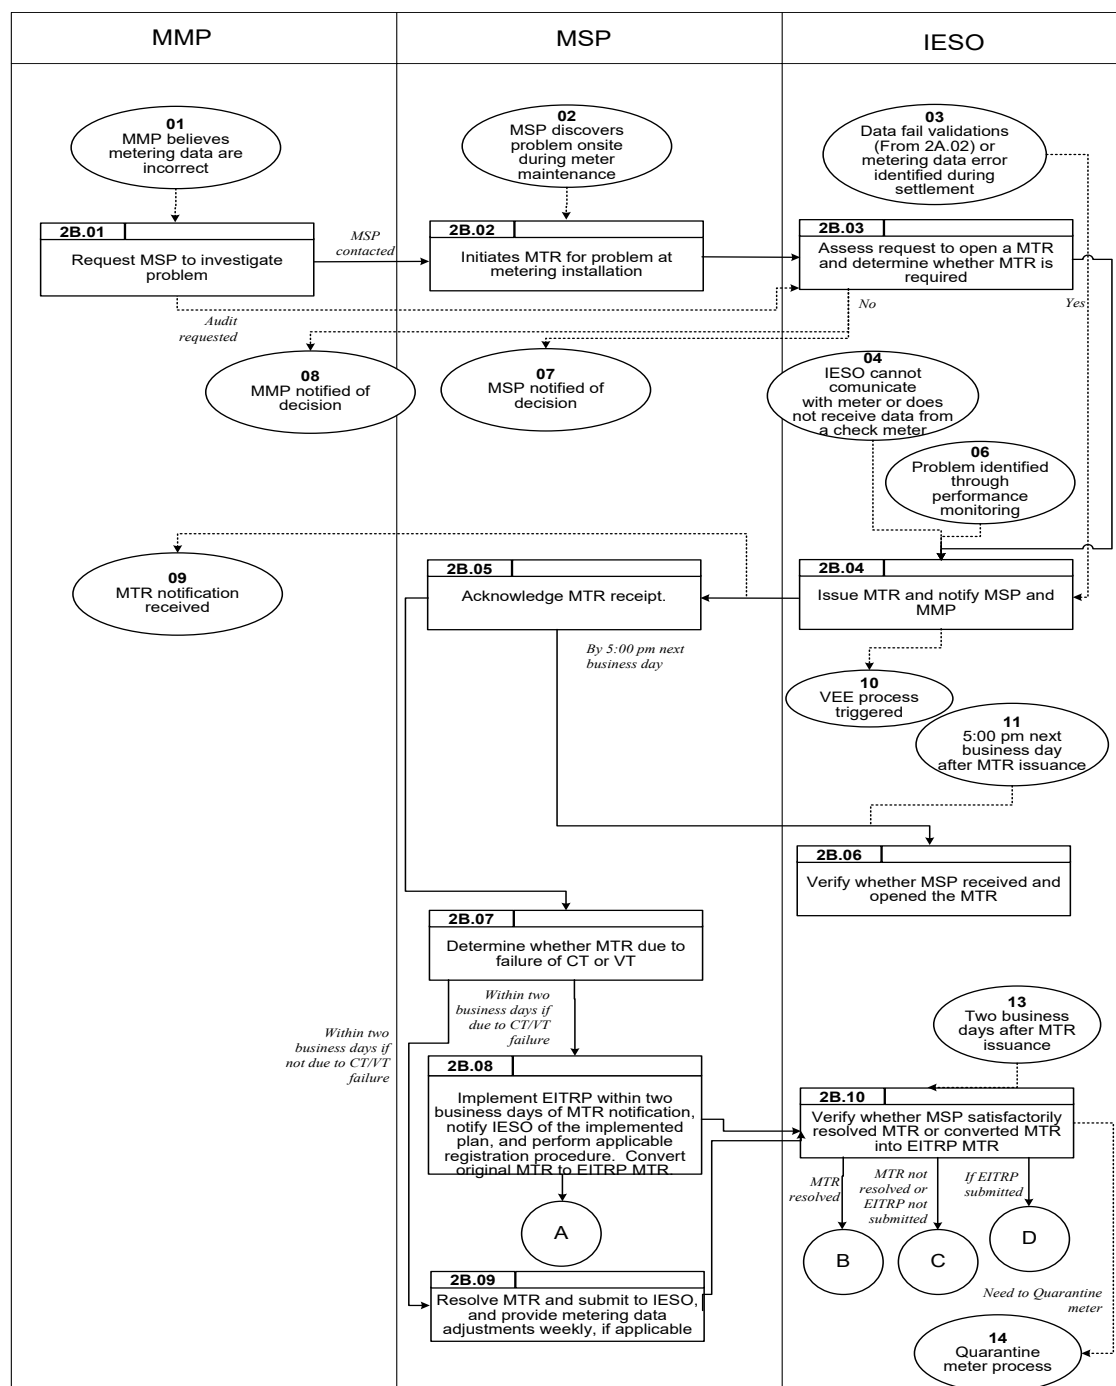 MMP
MSP
IESO
01
MMP believes
metering data are
incorrect
02
MSP discovers
problem onsite
during meter
maintenance
03
Data fail validations
(From 2A.02) or
metering data error
identified during
settlement
2B.01
Request MSP to investigate
problem
MSP
contacted
2B.02
Initiates MTR for problem at
metering installation
2B.03
Assess request to open a MTR
and determine whether MTR is
required
Audit
requested
No
Yes
08
MMP notified of
decision
07
MSP notified of
decision
04
IESO cannot
comunicate
with meter or does
not receive data from
a check meter
06
Problem identified
through
performance
monitoring
09
MTR notification
received
2B.05
Acknowledge MTR receipt.
2B.04
Issue MTR and notify MSP and
MMP
By 5:00 pm next
business day
10
VEE process
triggered
11
5:00 pm next
business day
after MTR issuance
2B.06
Verify whether MSP received and
opened the MTR
2B.07
Determine whether MTR due to
failure of CT or VT
Within two
business days if
due to CT/VT
failure
Within two
business days if
not due to CT/VT
failure
13
Two business
days after MTR
issuance
2B.08
Implement EITRP within two
business days of MTR notification,
notify IESO of the implemented
plan, and perform applicable
registration procedure.  Convert
original MTR to EITRP MTR.
2B.10
Verify whether MSP satisfactorily
resolved MTR or converted MTR
into EITRP MTR
MTR
resolved
MTR not
resolved or
EITRP not
submitted
If EITRP
submitted
A
B
C
D
2B.09
Resolve MTR and submit to IESO,
and provide metering data
adjustments weekly, if applicable
Need to Quarantine
meter
14
Quarantine
meter process